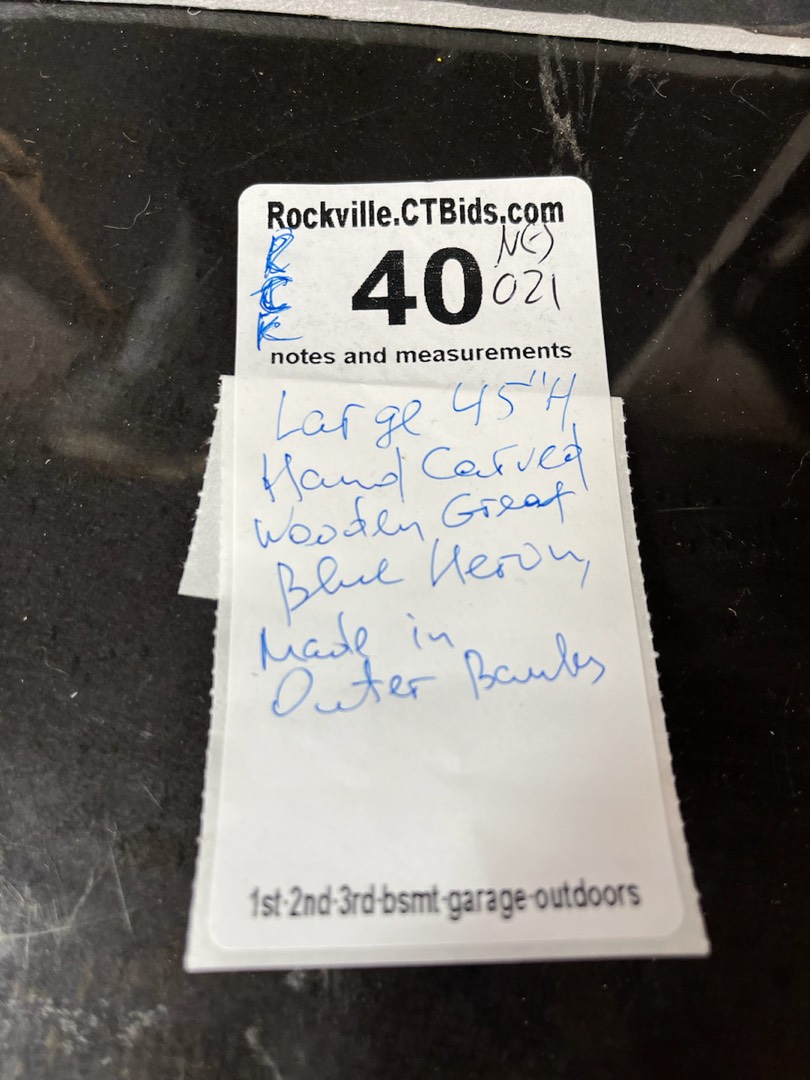 Rockville.CTBids.com
RCK
40
021
notes and measurements
Large 45"H
Hand Carved
Wooden Great
Blue Heron,
Made in
Outer Banks
1st-2nd-3rd-bsmt-garage-outdoors